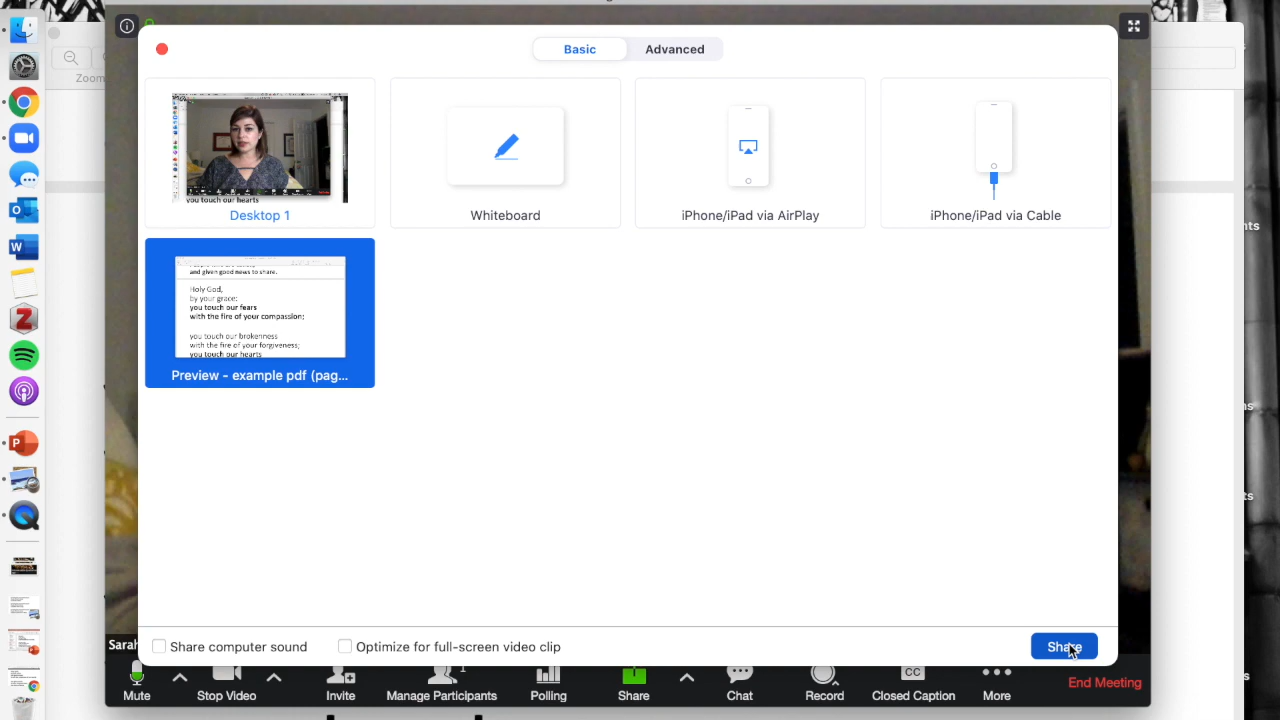 Zoom
Basic
Advanced
you touch our hearts
Desktop 1
Whiteboard
iPhone/iPad via AirPlay
iPhone/iPad via Cable
and given good news to share.
Holy God,
by your grace;
you touch our fears
with the fire of your compassion;
you touch our brokenness
with the fire of your forgiveness;
you touch our hearts
Preview - example pdf (pag...
nts
Sarah
Share computer sound
Optimize for full-screen video clip
Share
1
CC
Mute
Stop Video
Invite
Manage Participants
Polling
Share
Chat
Record
Closed Caption
More
End Meeting